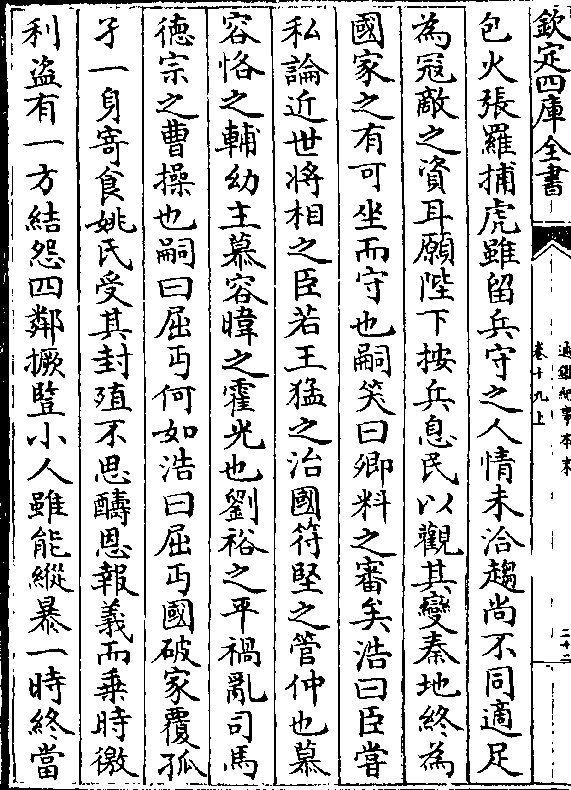 欽定四庫全書
通鑑紀事本末
卷十九上
二十二
包火張羅捕虎雖留兵守之人情未洽趨尚不同適足
為冦敵之資耳願陛下按兵息民以觀其變秦地終為
國家之有可坐而守也嗣笑曰卿料之審矣浩曰臣嘗
私論近世将相之臣若王猛之治國符堅之管仲也慕
容恪之輔幼主慕容暐之霍光也劉裕之平禍亂司馬
徳宗之曹操也嗣曰屈丐何如浩曰屈丐國破家覆孤
孑一身寄食姚氏受其封殖不思醻恩報義而乗時徼
利盗有一方結怨四鄰撅豎小人雖能縱暴一時終當